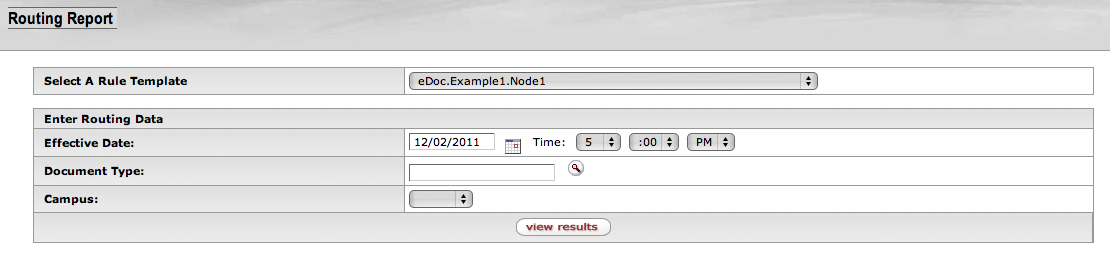 Routing Report
Select A Rule Template eDoc.Example1.Node1
Enter Routing Data
Effective Date: 12/02/2011 Time: 5 :00 PM
Document Type:
Campus:
view results